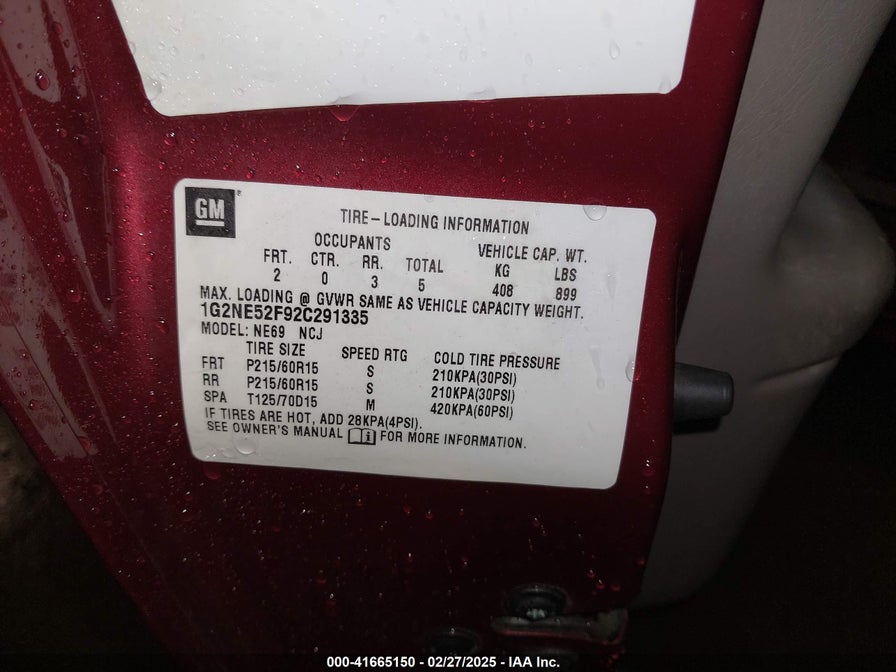 GM ®
TIRE-LOADING INFORMATION
OCCUPANTS VEHICLE CAP. WT.
FRT. CTR. RR. TOTAL KG LBS
2 0 3 5 408 899
MAX. LOADING @ GVWR SAME AS VEHICLE CAPACITY WEIGHT.
1G2NE52F92C291335
MODEL: NE69 NCJ
TIRE SIZE SPEED RTG COLD TIRE PRESSURE
FRT P215/60R15 S 210KPA(30PSI)
RR P215/60R15 S 210KPA(30PSI)
SPA T125/70D15 M 420KPA(60PSI)
IF TIRES ARE HOT, ADD 28KPA(4PSI).
SEE OWNER'S MANUAL i FOR MORE INFORMATION.
000-41665150 - 02/27/2025 - IAA Inc.